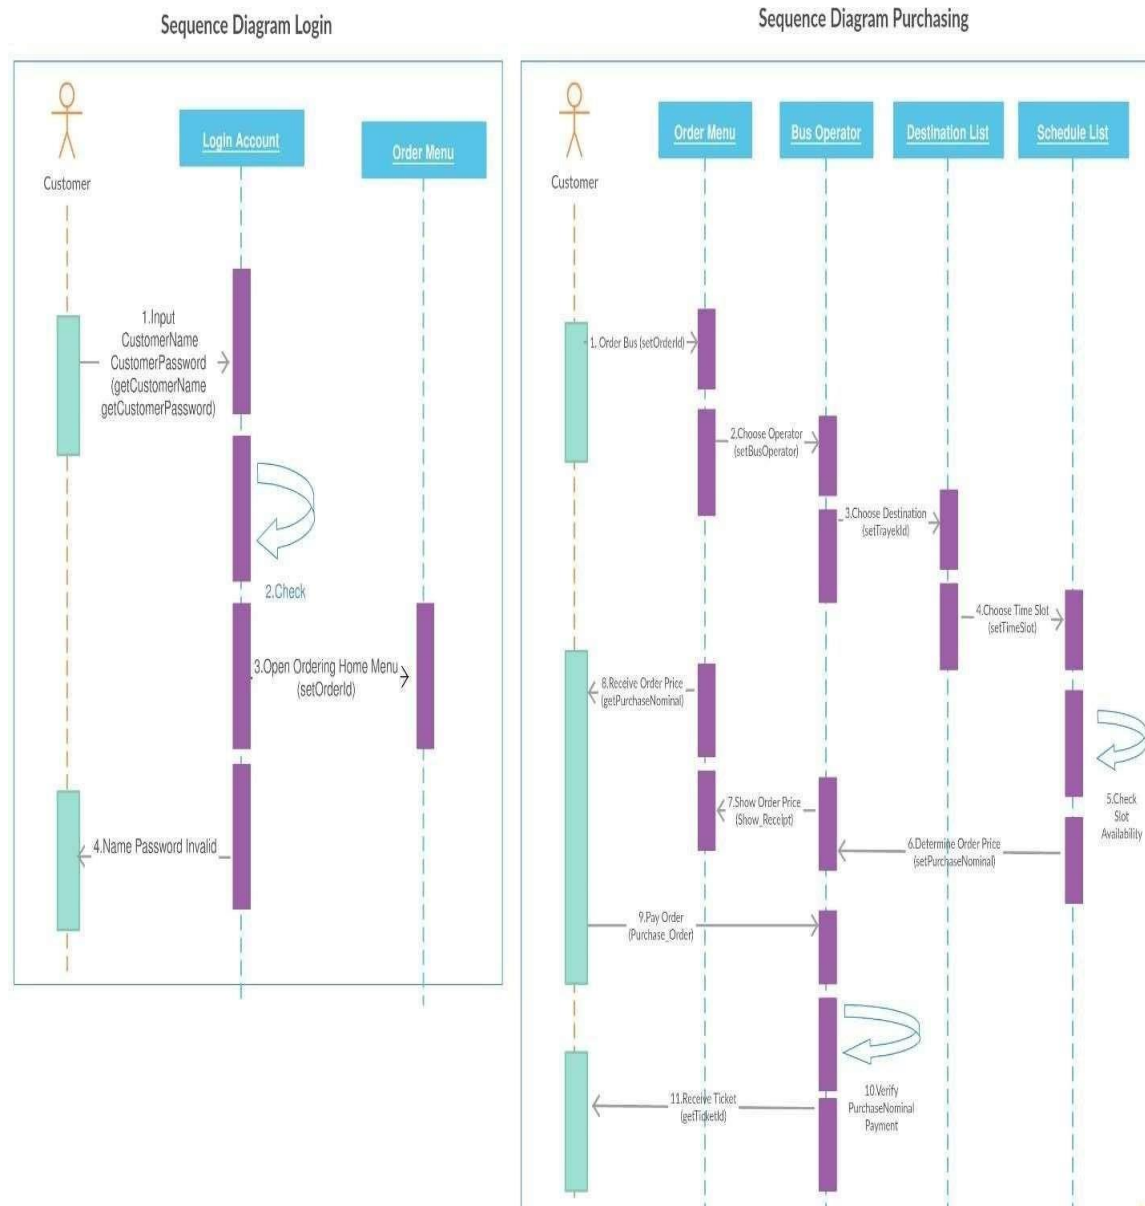 Sequence Diagram Login
Customer
Login Account
Order Menu
1.Input
CustomerName
CustomerPassword
(getCustomerName
getCustomerPassword)
2.Check
3.Open Ordering Home Menu
(setOrderId)
4.Name Password Invalid
Sequence Diagram Purchasing
Customer
Order Menu
Bus Operator
Destination List
Schedule List
1. Order Bus (setOrderId)
2.Choose Operator
(setBusOperator)
3.Choose Destination
(setTrayekId)
4.Choose Time Slot
(setTimeSlot)
5.Check
Slot
Availability
6.Determine Order Price
(setPurchaseNominal)
7.Show Order Price
(Show_Receipt)
8.Receive Order Price
(getPurchaseNominal)
9.Pay Order
(Purchase_Order)
10.Verify
PurchaseNominal
Payment
11.Receive Ticket
(getTicketId)